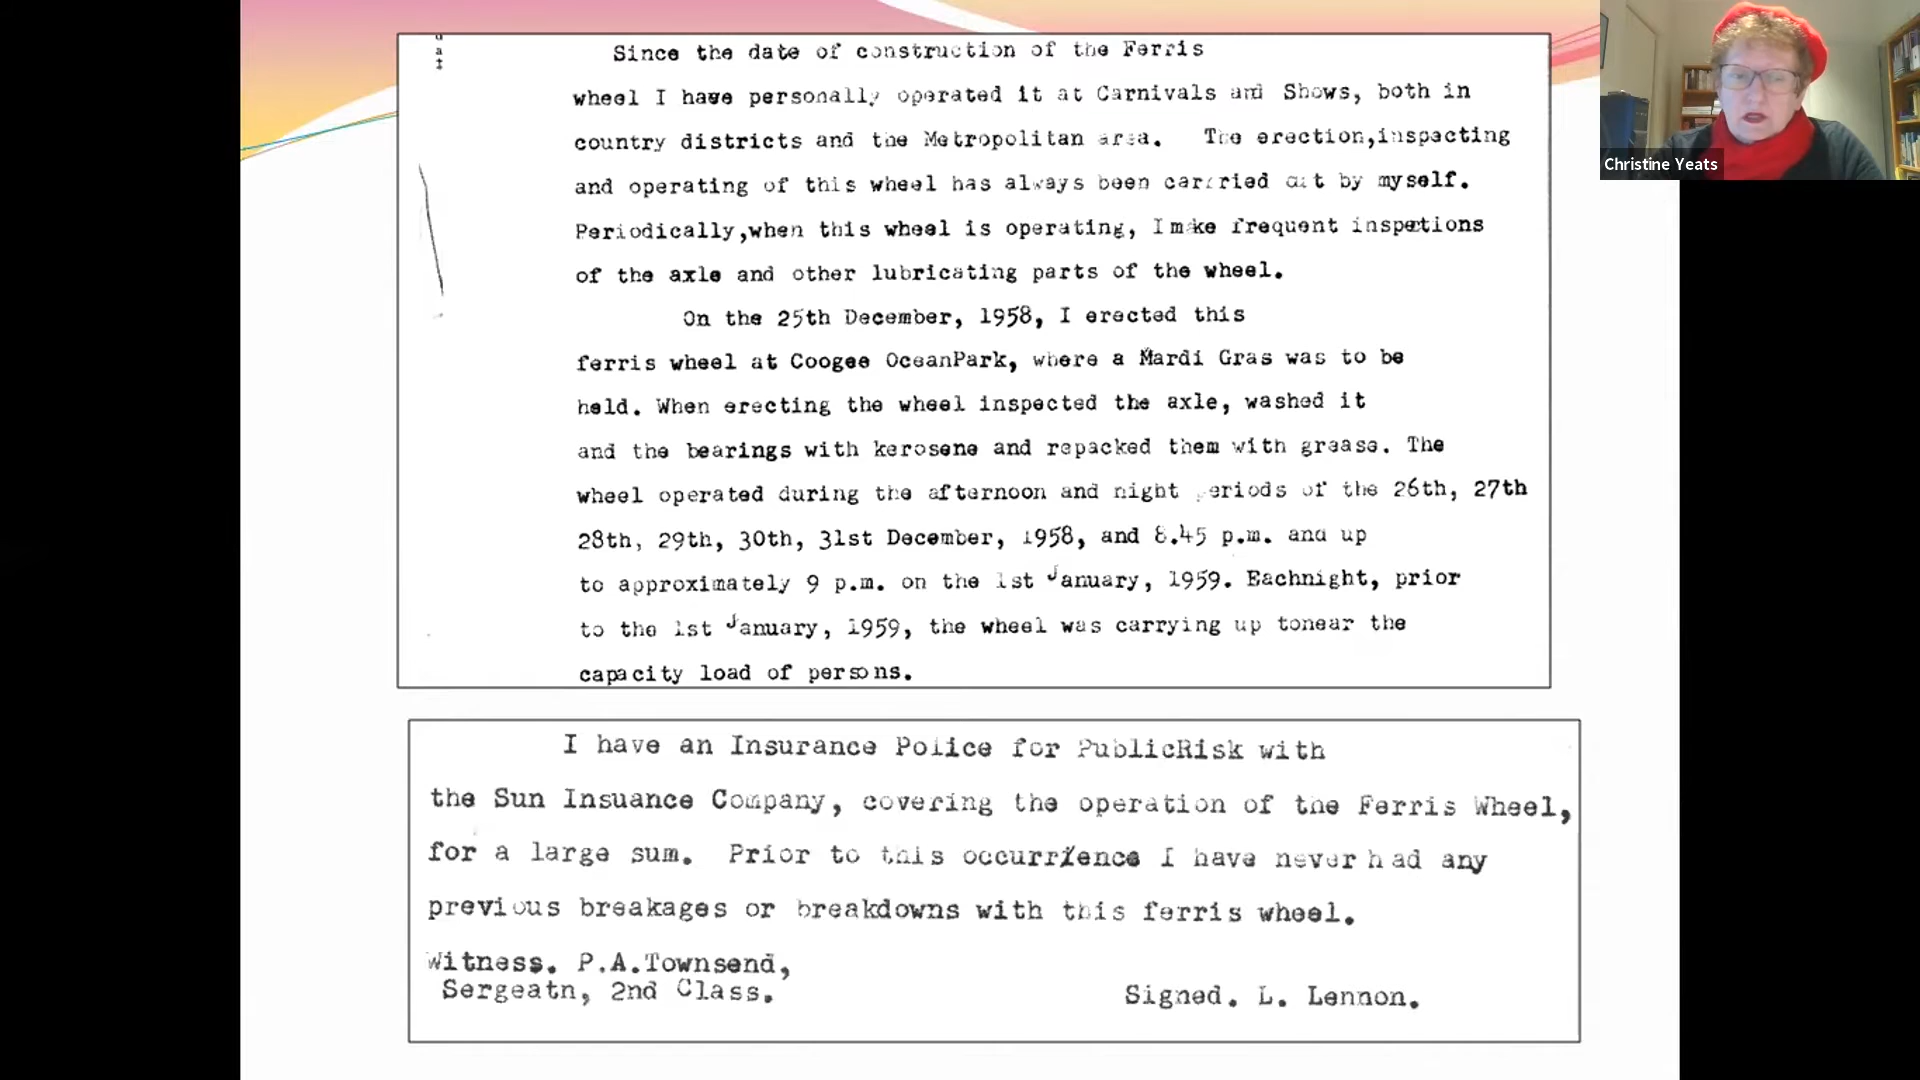 Since the date of construction of the Ferris
wheel I have personally operated it at Carnivals and Shows, both in
country districts and the Metropolitan area. The erection,inspecting
and operating of this wheel has always been carrried out by myself.
Periodically,when this wheel is operating, I make frequent inspetions
of the axle and other lubricating parts of the wheel.
On the 25th December, 1958, I erected this
ferris wheel at Coogee OceanPark, where a Mardi Gras was to be
held. When erecting the wheel inspected the axle, washed it
and the bearings with kerosene and repacked them with grease. The
wheel operated during the afternoon and night periods of the 26th, 27th
28th, 29th, 30th, 31st December, 1958, and 8.45 p.m. and up
to approximately 9 p.m. on the 1st January, 1959. Eachnight, prior
to the 1st January, 1959, the wheel was carrying up tonear the
capacity load of persons.
I have an Insurance Police for PublicRisk with
the Sun Insuance Company, covering the operation of the Ferris Wheel,
for a large sum. Prior to this occurrience I have never had any
previous breakages or breakdowns with this ferris wheel.
Witness. P.A.Townsend,
Sergeatn, 2nd Class.
Signed. L. Lennon.
Christine Yeats